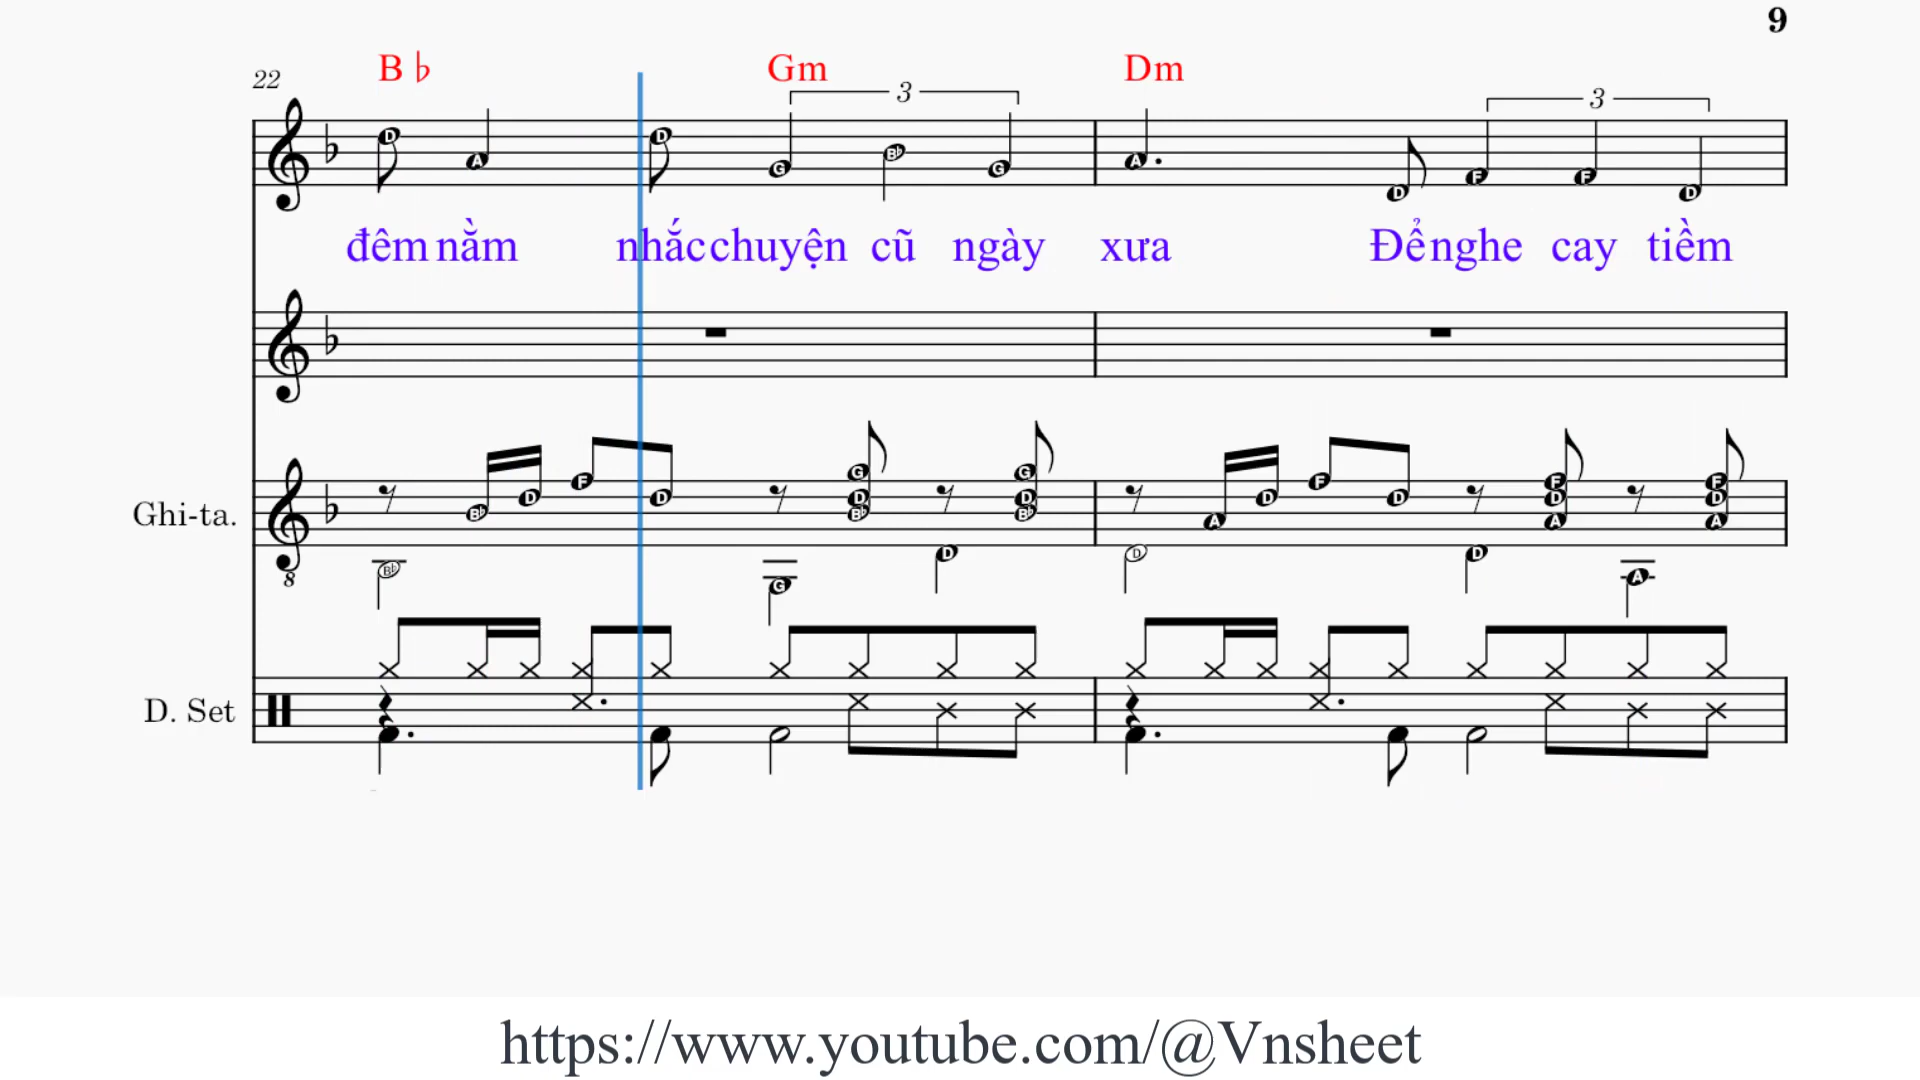 9
22
B♭ Gm Dm
3 3
D A D G B♭ G A D F F D
đêm nằm nhắc chuyện cũ ngày xưa Để nghe cay tiềm
Ghi-ta.
B♭ D F D G D B♭ G D B♭ A D F D F D A F D A
B♭ G D D D A
8
D. Set
https://www.youtube.com/@Vnsheet